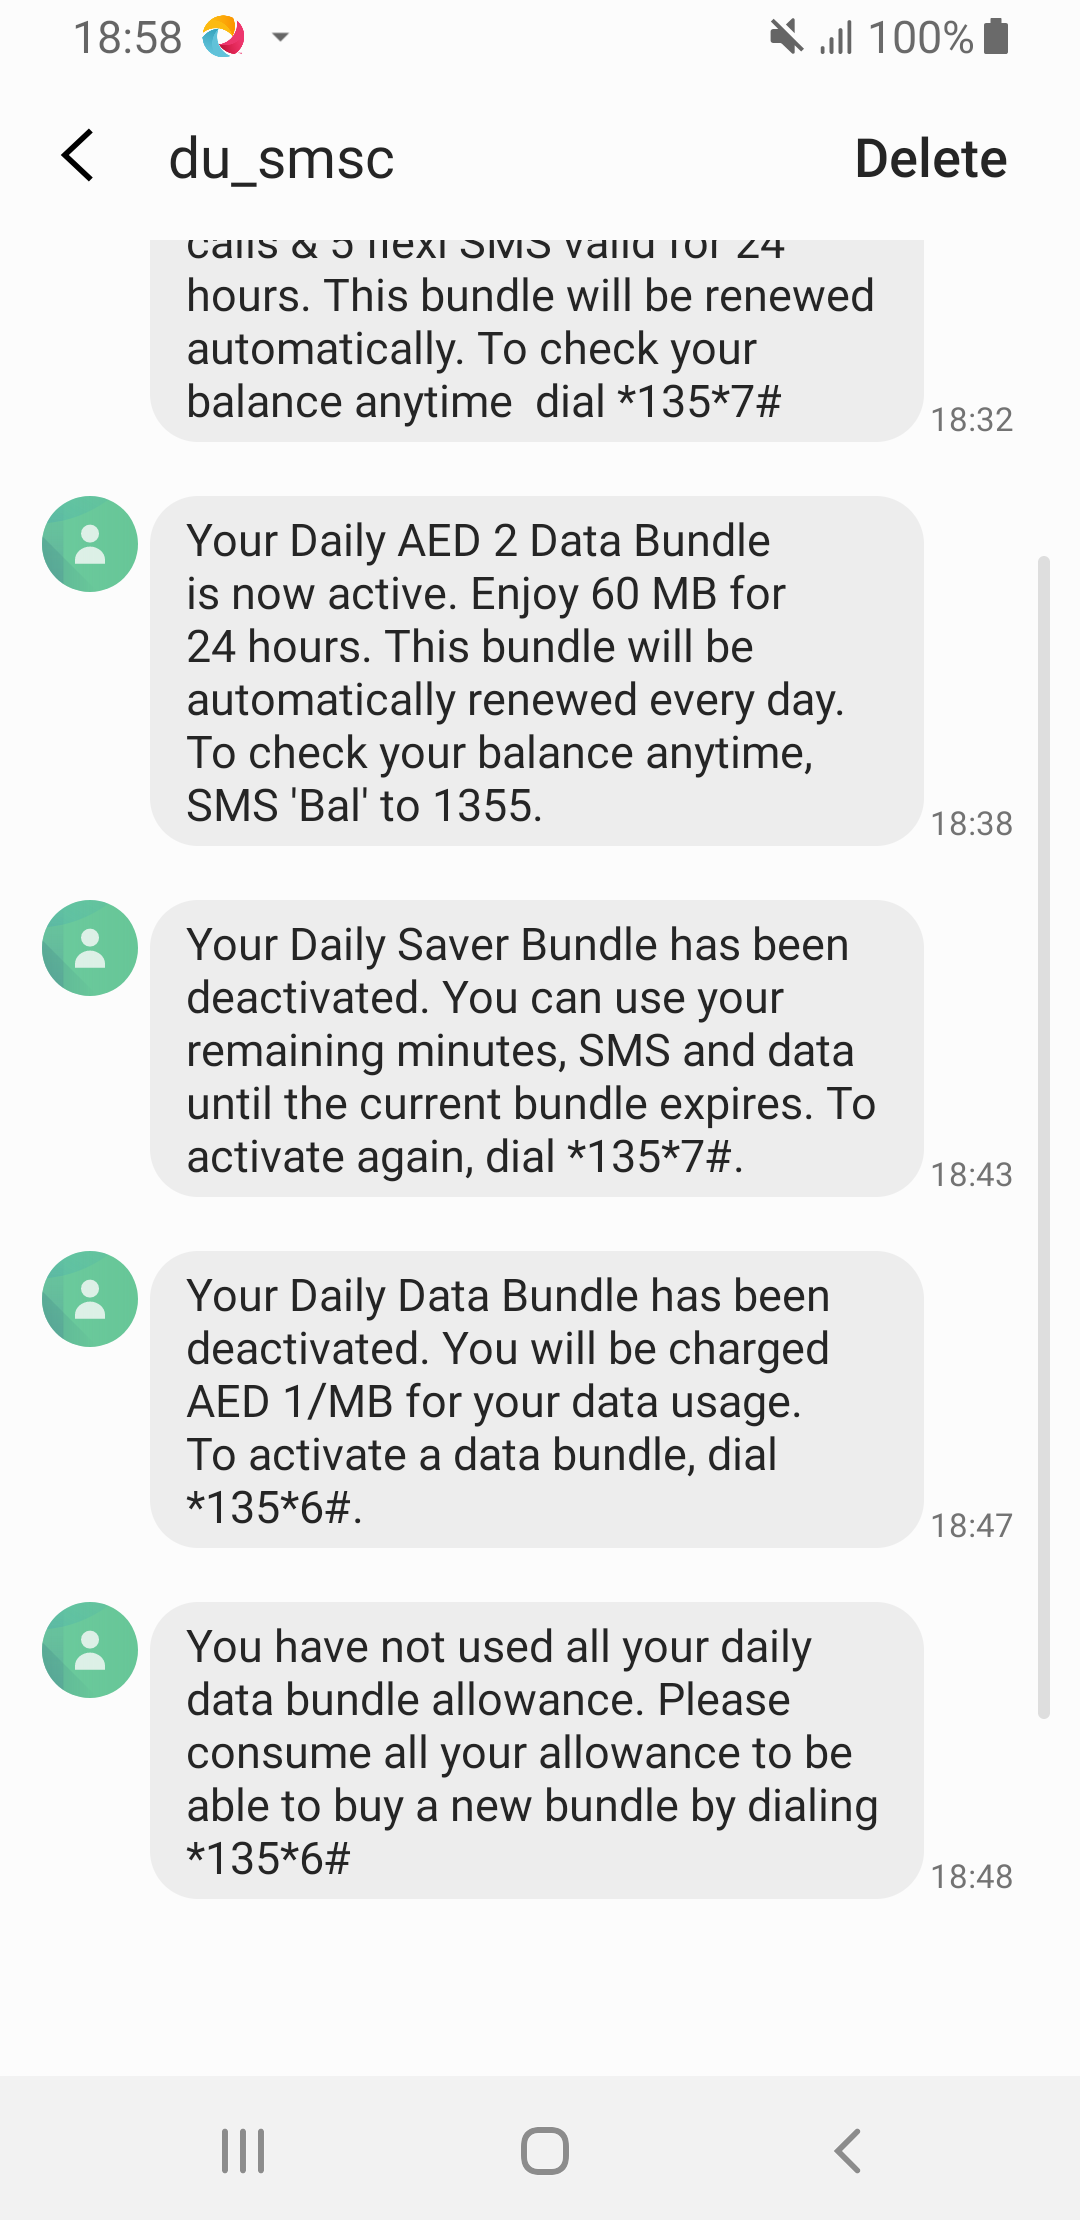 18:58
100%
du_smsc
Delete
calls & 5 flexi SMS valid for 24
hours. This bundle will be renewed
automatically. To check your
balance anytime  dial *135*7#
18:32
Your Daily AED 2 Data Bundle
is now active. Enjoy 60 MB for
24 hours. This bundle will be
automatically renewed every day.
To check your balance anytime,
SMS 'Bal' to 1355.
18:38
Your Daily Saver Bundle has been
deactivated. You can use your
remaining minutes, SMS and data
until the current bundle expires. To
activate again, dial *135*7#.
18:43
Your Daily Data Bundle has been
deactivated. You will be charged
AED 1/MB for your data usage.
To activate a data bundle, dial
*135*6#.
18:47
You have not used all your daily
data bundle allowance. Please
consume all your allowance to be
able to buy a new bundle by dialing
*135*6#
18:48